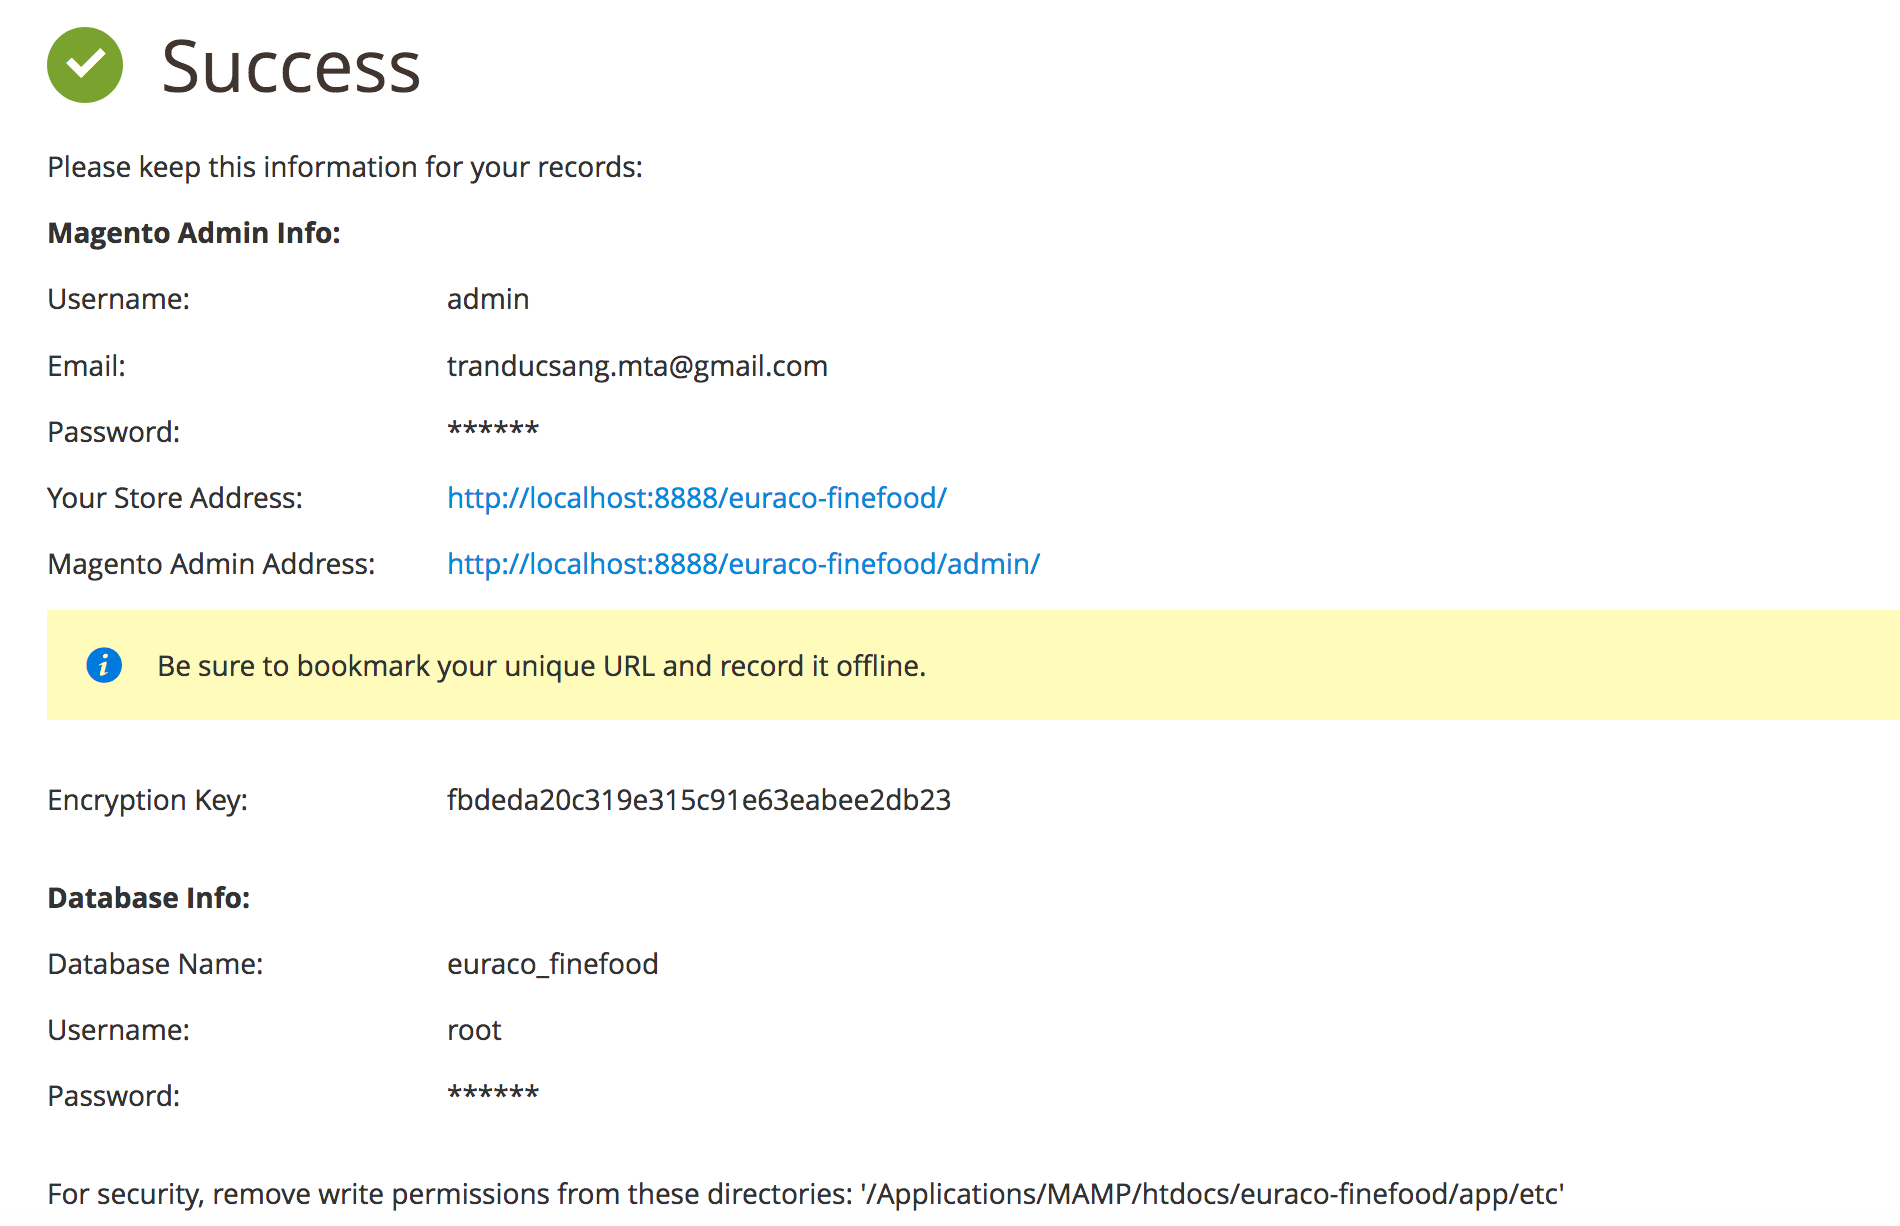 Success
Please keep this information for your records:
Magento Admin Info:
Username: admin
Email: tranducsang.mta@gmail.com
Password: ******
Your Store Address: http://localhost:8888/euraco-finefood/
Magento Admin Address: http://localhost:8888/euraco-finefood/admin/
Be sure to bookmark your unique URL and record it offline.
Encryption Key: fbdeda20c319e315c91e63eabee2db23
Database Info:
Database Name: euraco_finefood
Username: root
Password: ******
For security, remove write permissions from these directories: '/Applications/MAMP/htdocs/euraco-finefood/app/etc'